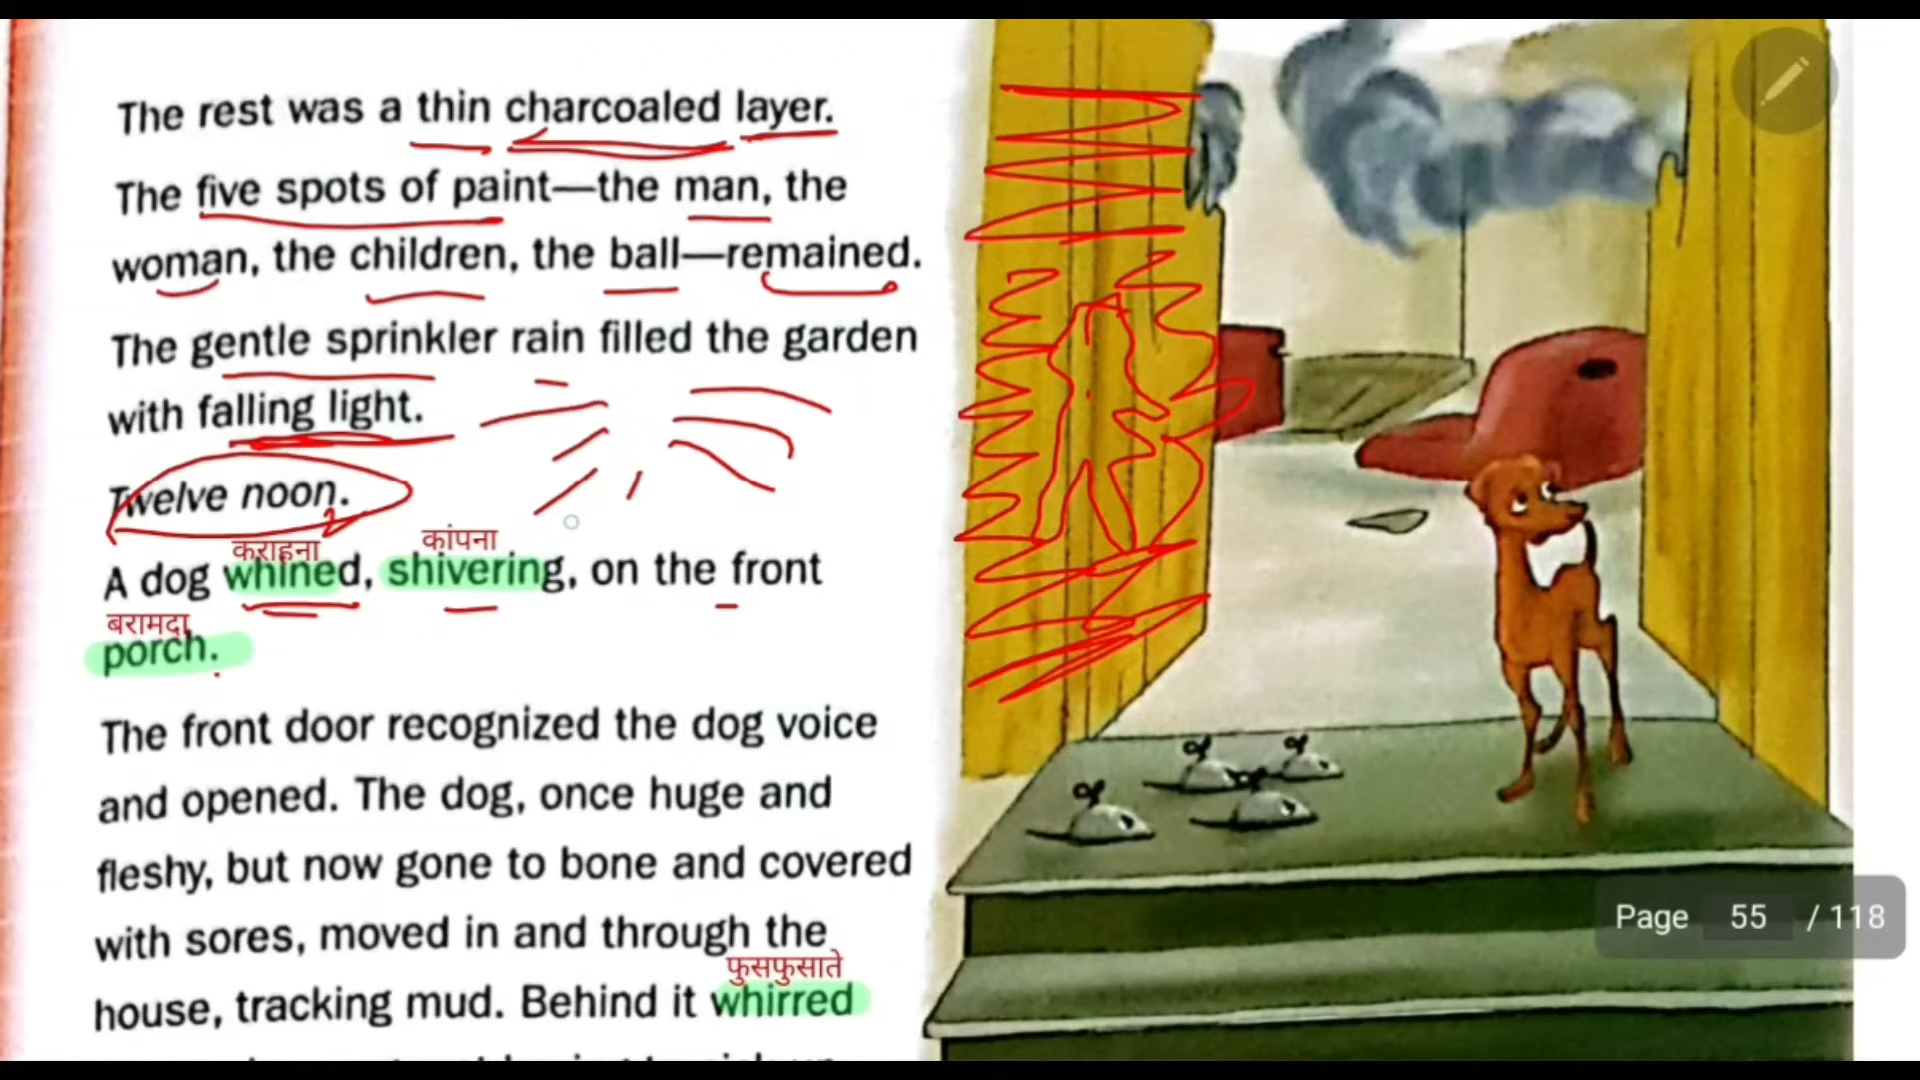 The rest was a thin charcoaled layer.
The five spots of paint—the man, the
woman, the children, the ball—remained.
The gentle sprinkler rain filled the garden
with falling light.
Twelve noon.
कराहना कांपना
A dog whined, shivering, on the front
बरामदा
porch.
The front door recognized the dog voice
and opened. The dog, once huge and
fleshy, but now gone to bone and covered
with sores, moved in and through the
फुसफुसाते
house, tracking mud. Behind it whirred
Page 55 / 118